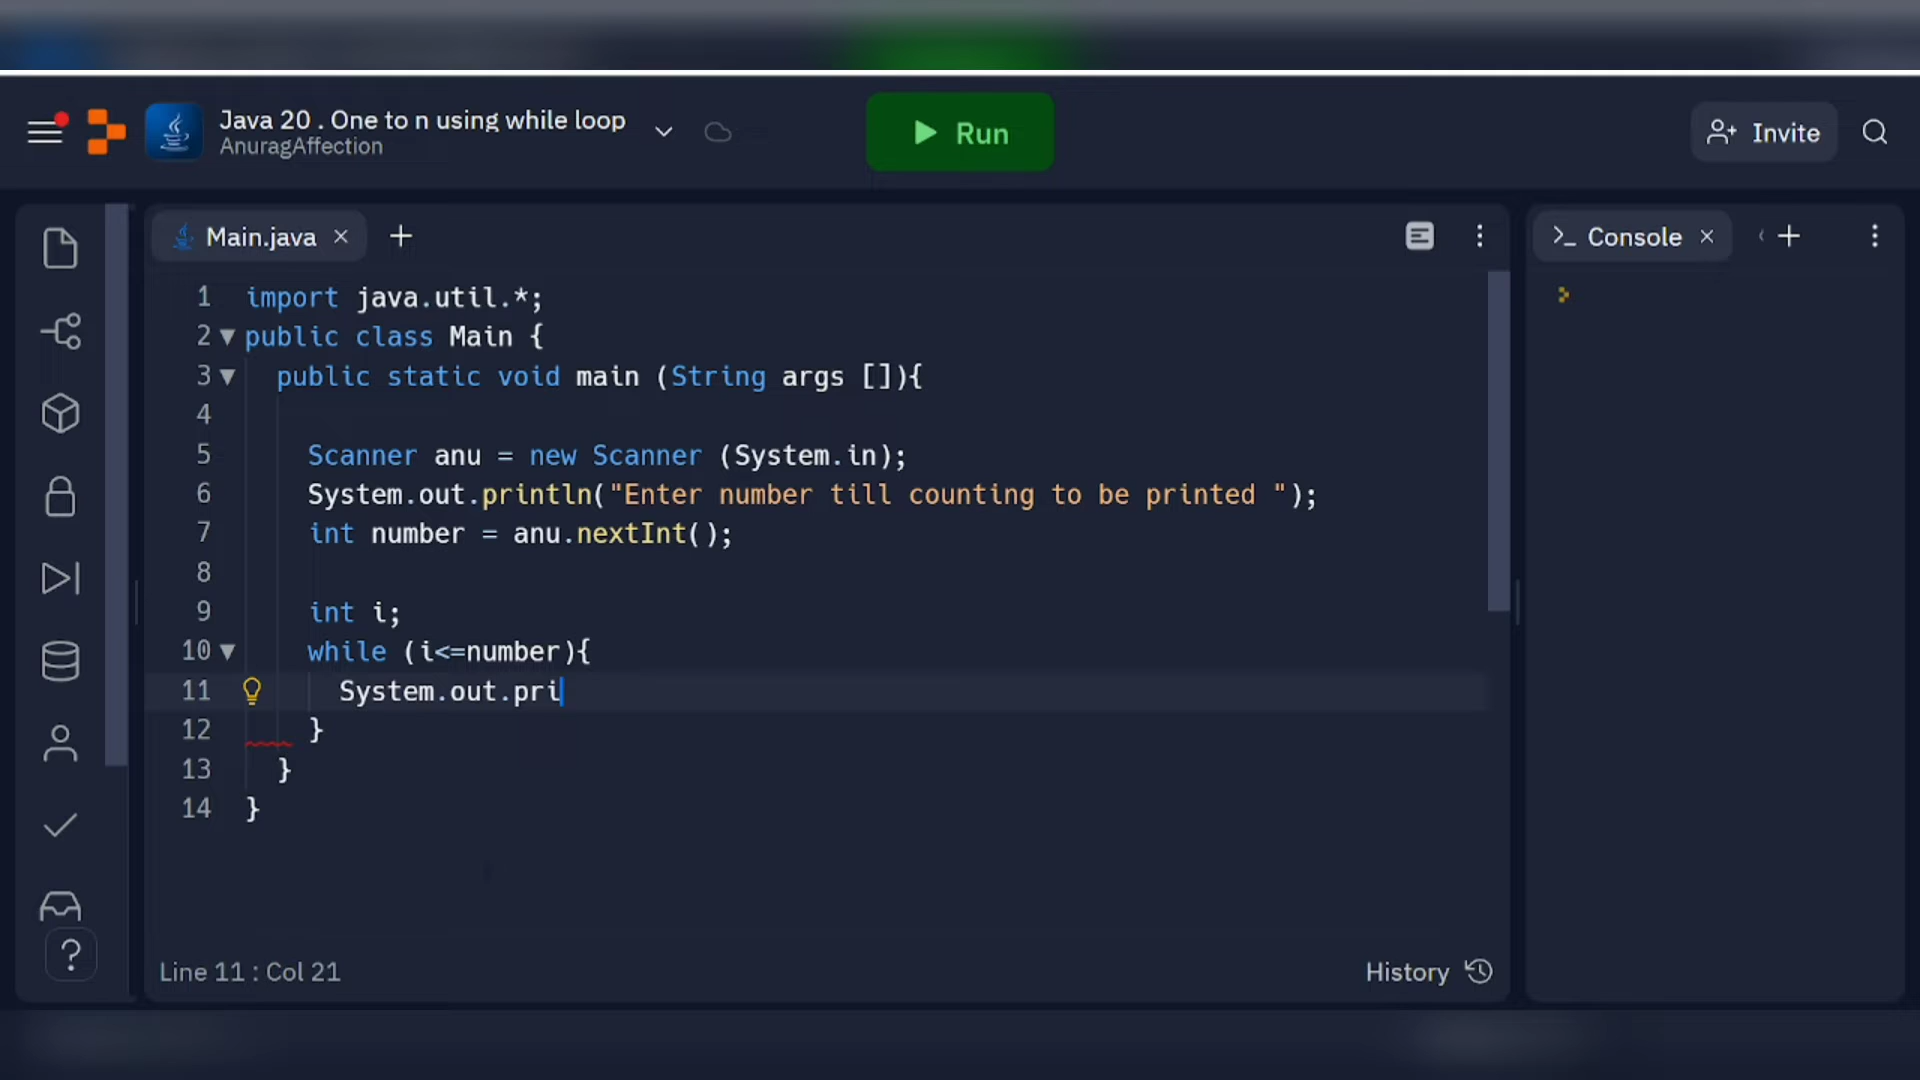 Java 20 . One to n using while loop
AnuragAffection
Run
Invite
Main.java
Console
1 import java.util.*;
2 public class Main {
3 public static void main (String args []){
4
5 Scanner anu = new Scanner (System.in);
6 System.out.println("Enter number till counting to be printed ");
7 int number = anu.nextInt();
8
9 int i;
10 while (i<=number){
11 System.out.pri
12 }
13 }
14 }
Line 11 : Col 21
History